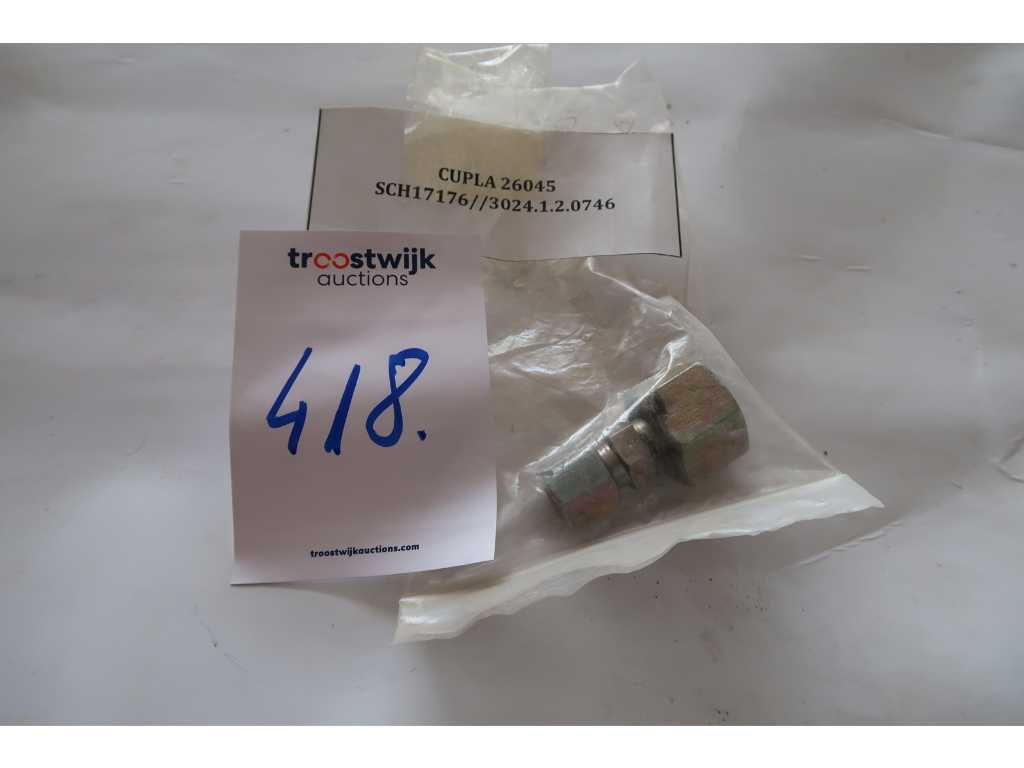 CUPLA 26045
SCH17176//3024.1.2.0746
troostwijk
auctions
418.
troostwijkauctions.com